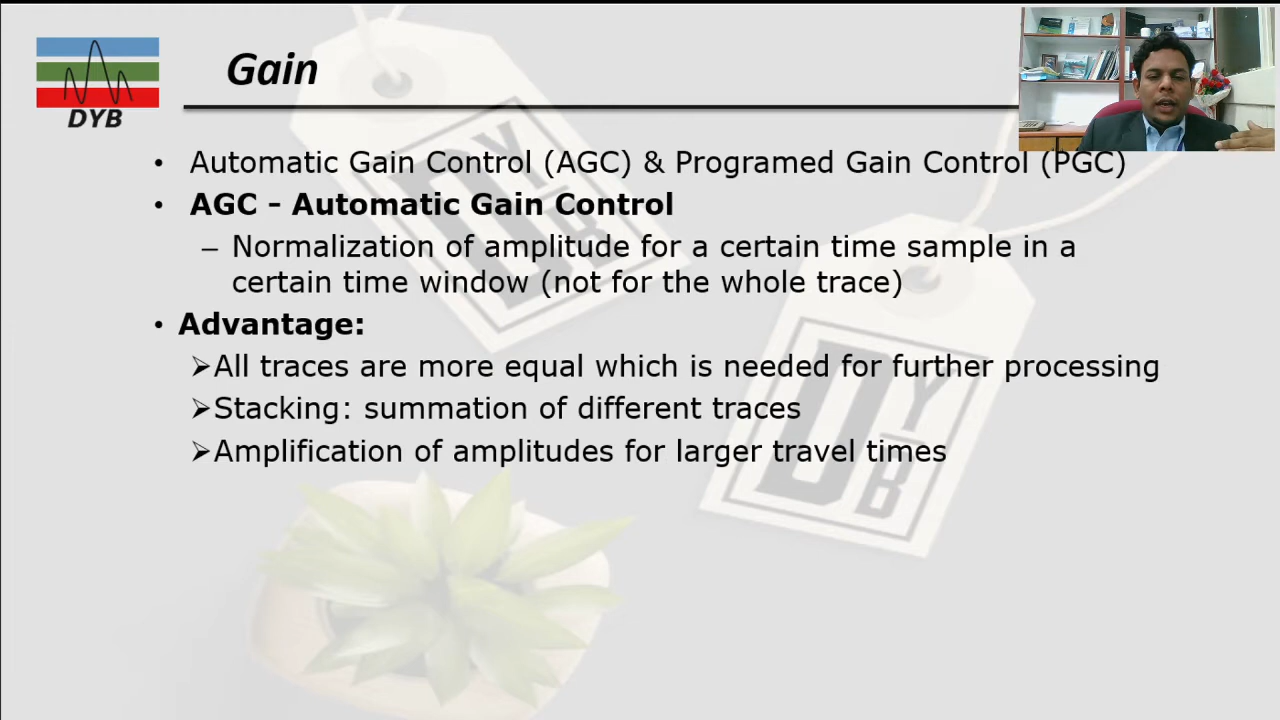 Gain
DYB
• Automatic Gain Control (AGC) & Programed Gain Control (PGC)
• AGC – Automatic Gain Control
– Normalization of amplitude for a certain time sample in a
certain time window (not for the whole trace)
• Advantage:
➢All traces are more equal which is needed for further processing
➢Stacking: summation of different traces
➢Amplification of amplitudes for larger travel times
DYB
DYB